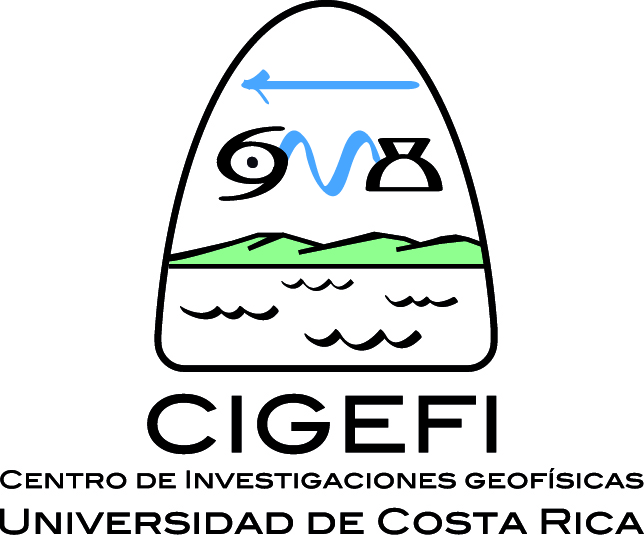 CIGEFI
CENTRO DE INVESTIGACIONES GEOFÍSICAS
UNIVERSIDAD DE COSTA RICA